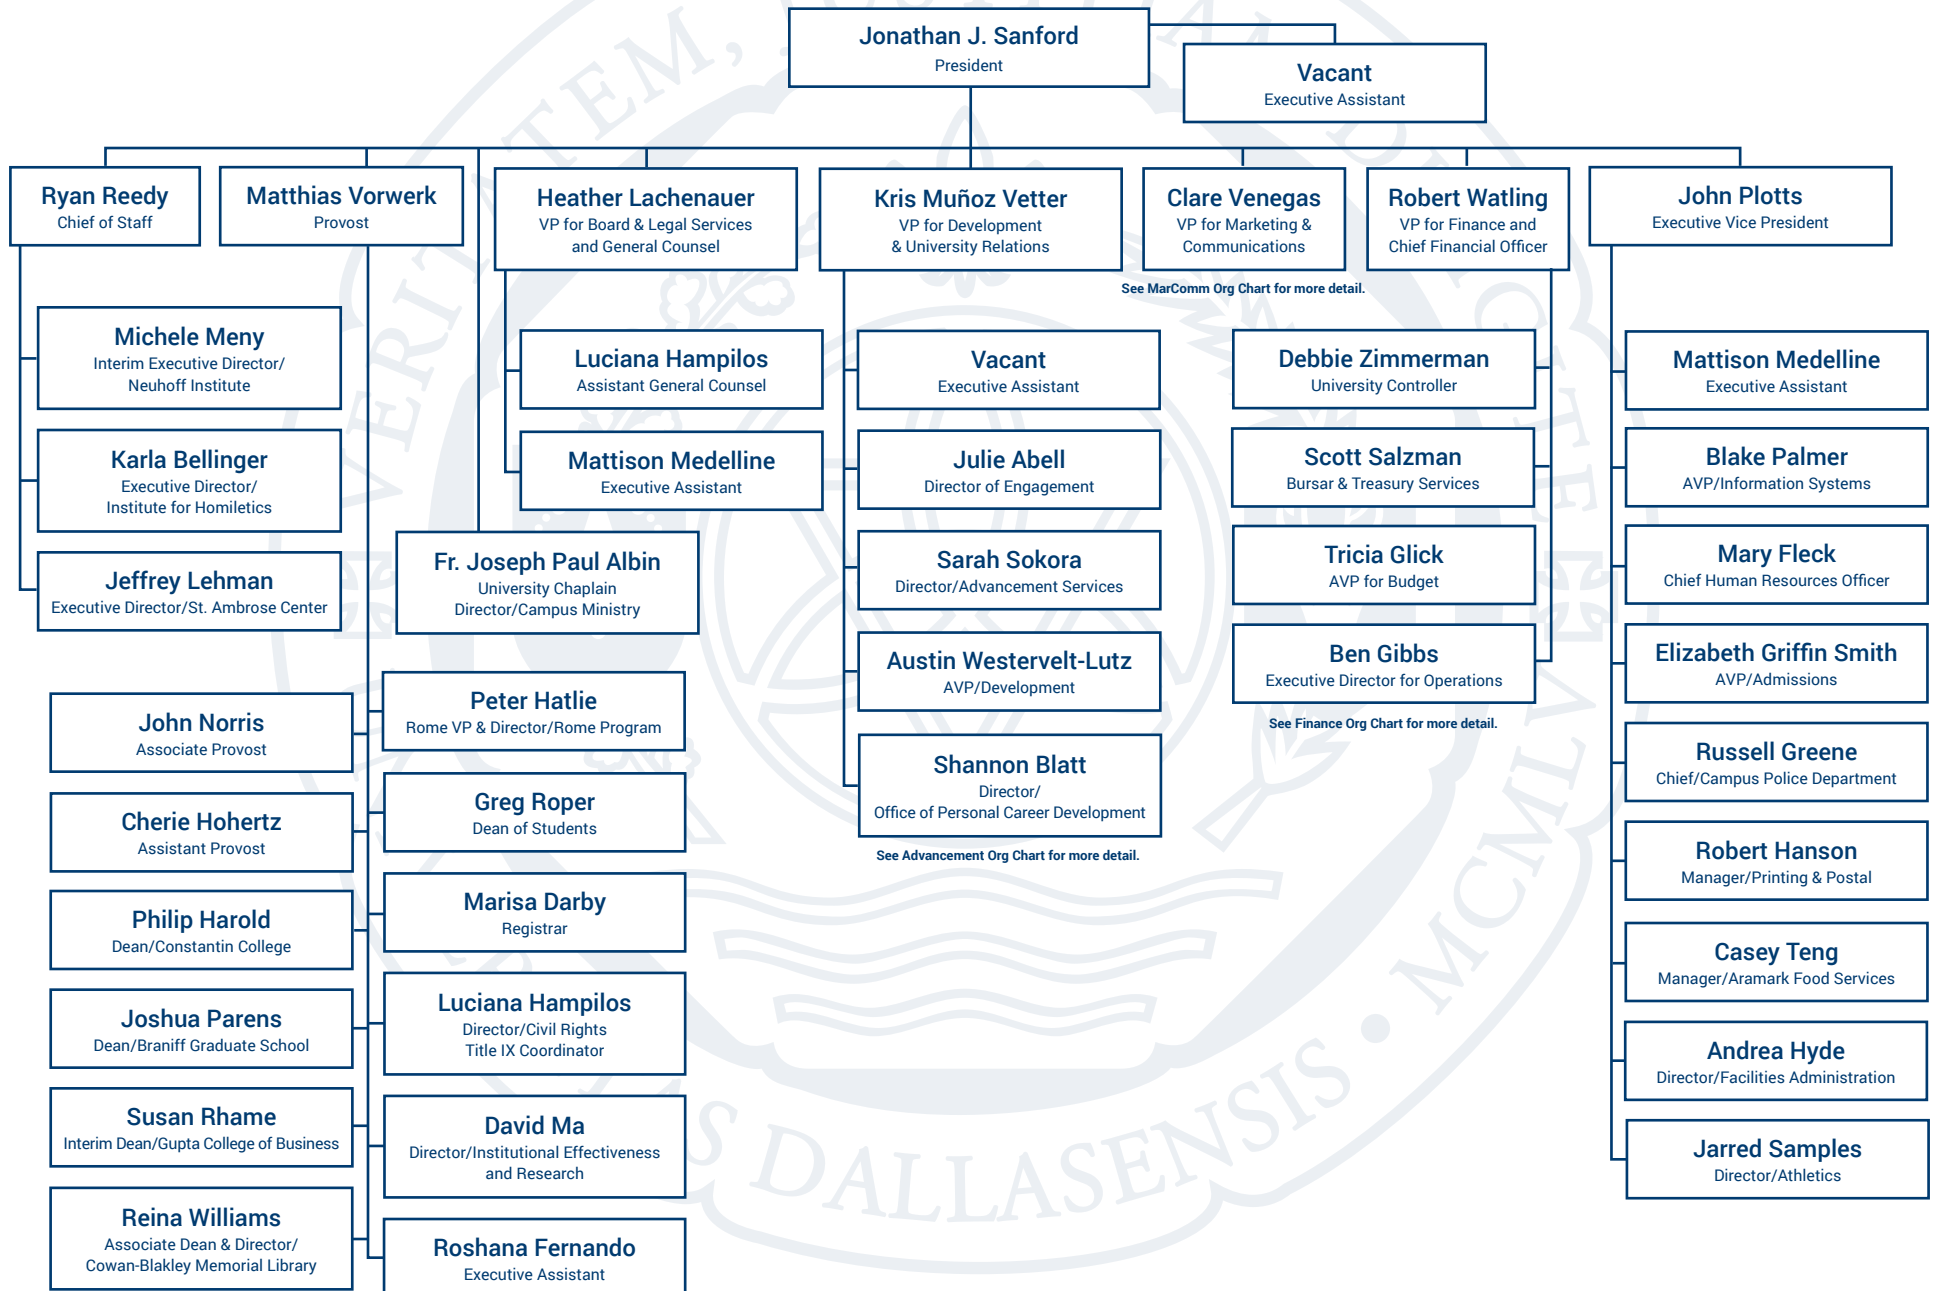 Jonathan J. Sanford
President
Vacant
Executive Assistant
Ryan Reedy
Chief of Staff
Matthias Vorwerk
Provost
Heather Lachenauer
VP for Board & Legal Services
and General Counsel
Kris Muñoz Vetter
VP for Development
& University Relations
Clare Venegas
VP for Marketing &
Communications
Robert Watling
VP for Finance and
Chief Financial Officer
John Plotts
Executive Vice President
See MarComm Org Chart for more detail.
Michele Meny
Interim Executive Director/
Neuhoff Institute
Karla Bellinger
Executive Director/
Institute for Homiletics
Jeffrey Lehman
Executive Director/St. Ambrose Center
John Norris
Associate Provost
Cherie Hohertz
Assistant Provost
Philip Harold
Dean/Constantin College
Joshua Parens
Dean/Braniff Graduate School
Susan Rhame
Interim Dean/Gupta College of Business
Reina Williams
Associate Dean & Director/
Cowan-Blakley Memorial Library
Peter Hatlie
Rome VP & Director/Rome Program
Greg Roper
Dean of Students
Marisa Darby
Registrar
Luciana Hampilos
Director/Civil Rights
Title IX Coordinator
David Ma
Director/Institutional Effectiveness
and Research
Roshana Fernando
Executive Assistant
Fr. Joseph Paul Albin
University Chaplain
Director/Campus Ministry
Luciana Hampilos
Assistant General Counsel
Mattison Medelline
Executive Assistant
Vacant
Executive Assistant
Julie Abell
Director of Engagement
Sarah Sokora
Director/Advancement Services
Austin Westervelt-Lutz
AVP/Development
Shannon Blatt
Director/
Office of Personal Career Development
See Advancement Org Chart for more detail.
Debbie Zimmerman
University Controller
Scott Salzman
Bursar & Treasury Services
Tricia Glick
AVP for Budget
Ben Gibbs
Executive Director for Operations
See Finance Org Chart for more detail.
Mattison Medelline
Executive Assistant
Blake Palmer
AVP/Information Systems
Mary Fleck
Chief Human Resources Officer
Elizabeth Griffin Smith
AVP/Admissions
Russell Greene
Chief/Campus Police Department
Robert Hanson
Manager/Printing & Postal
Casey Teng
Manager/Aramark Food Services
Andrea Hyde
Director/Facilities Administration
Jarred Samples
Director/Athletics
DALLASENSIS • MCMLV